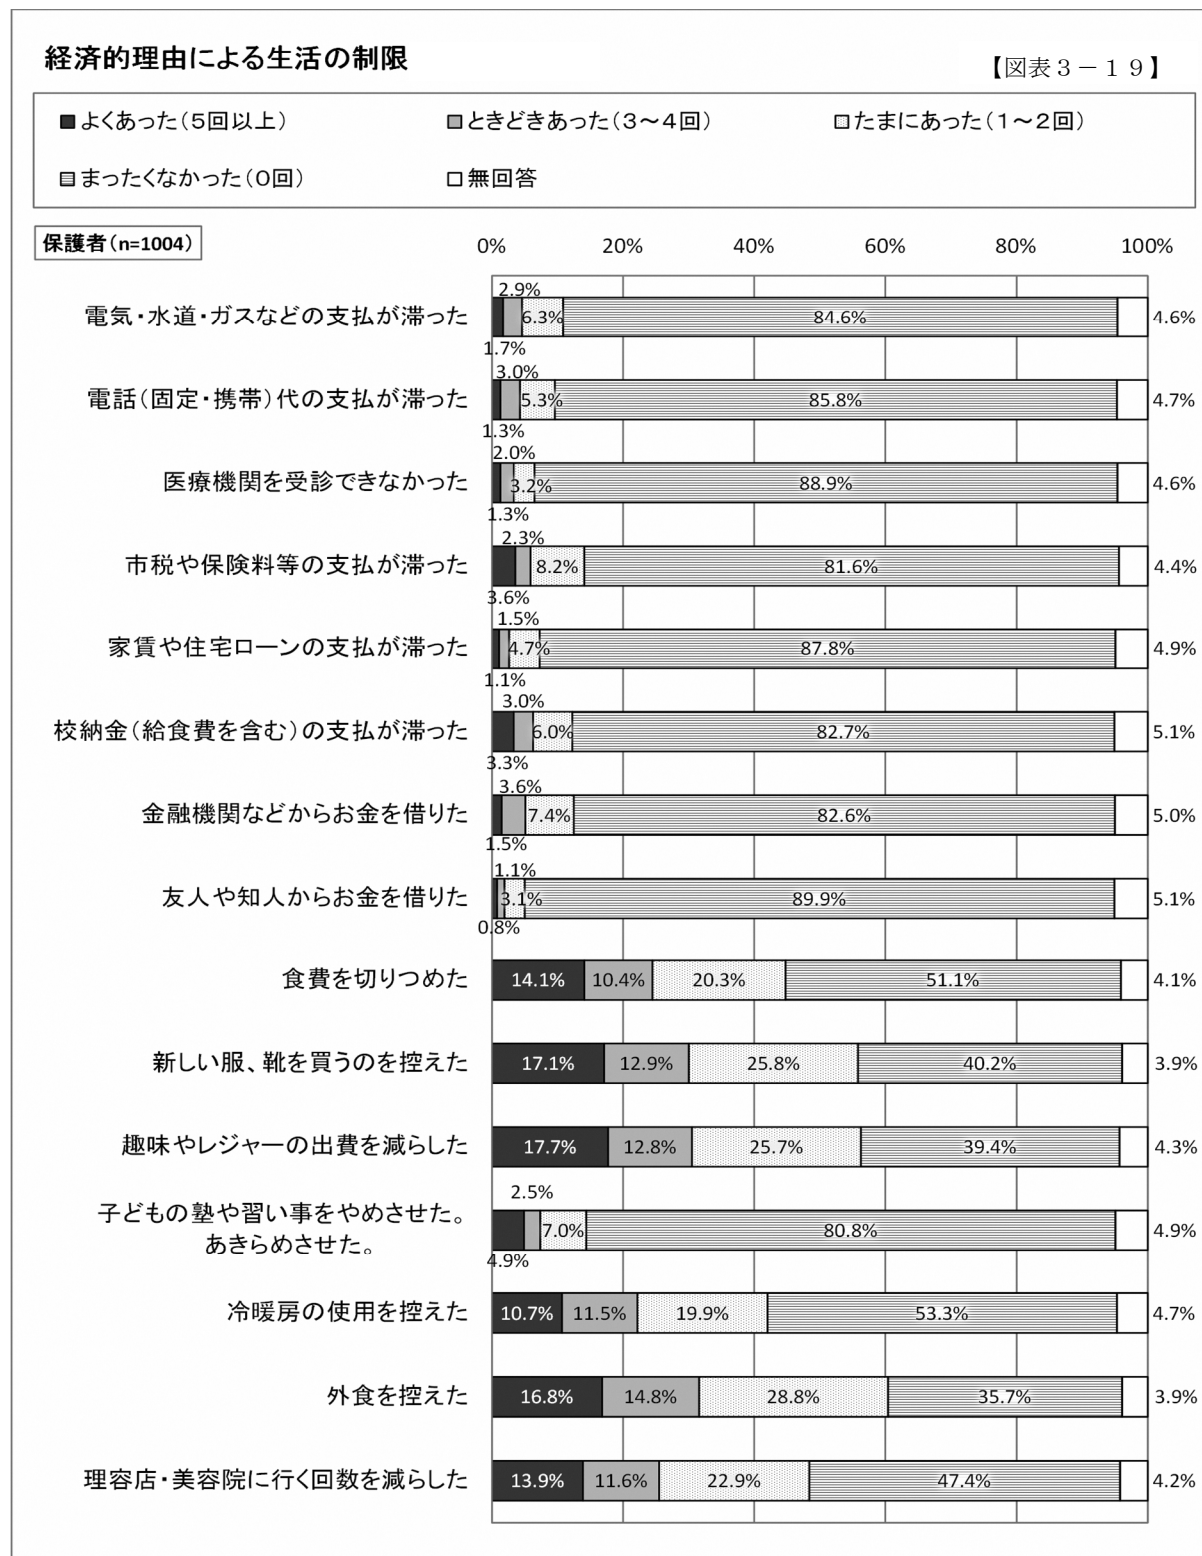 経済的理由による生活の制限
【図表3－19】
■よくあった（5回以上）
■ときどきあった（3～4回）
たまにあった（1～2回）
まったくなかった（0回）
□無回答
保護者（n=1004）
0% 20% 40% 60% 80% 100%
2.9%
電気・水道・ガスなどの支払が滞った 6.3% 84.6% 4.6%
1.7%
3.0%
電話（固定・携帯）代の支払が滞った 5.3% 85.8% 4.7%
1.3%
2.0%
医療機関を受診できなかった 3.2% 88.9% 4.6%
1.3%
2.3%
市税や保険料等の支払が滞った 8.2% 81.6% 4.4%
3.6%
1.5%
家賃や住宅ローンの支払が滞った 4.7% 87.8% 4.9%
1.1%
3.0%
校納金（給食費を含む）の支払が滞った 6.0% 82.7% 5.1%
3.3%
3.6%
金融機関などからお金を借りた 7.4% 82.6% 5.0%
1.5%
1.1%
友人や知人からお金を借りた 3.1% 89.9% 5.1%
0.8%
食費を切りつめた 14.1% 10.4% 20.3% 51.1% 4.1%
新しい服、靴を買うのを控えた 17.1% 12.9% 25.8% 40.2% 3.9%
趣味やレジャーの出費を減らした 17.7% 12.8% 25.7% 39.4% 4.3%
2.5%
子どもの塾や習い事をやめさせた。
あきらめさせた。
7.0% 80.8% 4.9%
4.9%
冷暖房の使用を控えた 10.7% 11.5% 19.9% 53.3% 4.7%
外食を控えた 16.8% 14.8% 28.8% 35.7% 3.9%
理容店・美容院に行く回数を減らした 13.9% 11.6% 22.9% 47.4% 4.2%